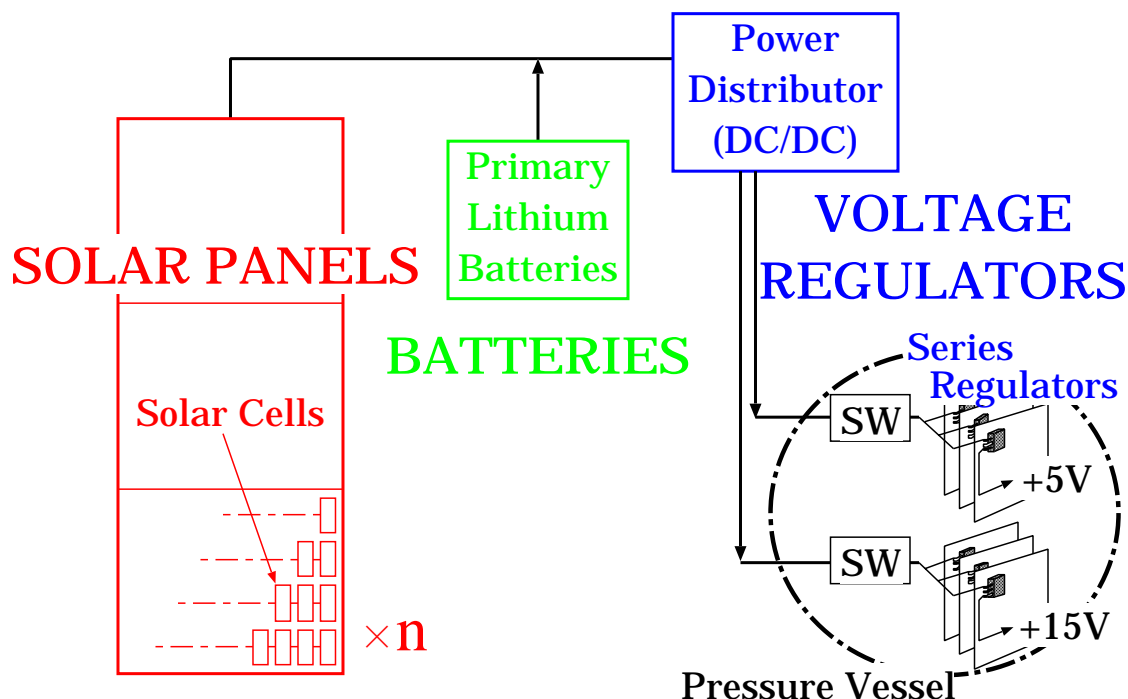 Power
Distributor
(DC/DC)
Primary
Lithium
Batteries
VOLTAGE
REGULATORS
SOLAR PANELS
BATTERIES
Series
Regulators
Solar Cells
SW
+5V
SW
+15V
×n
Pressure Vessel